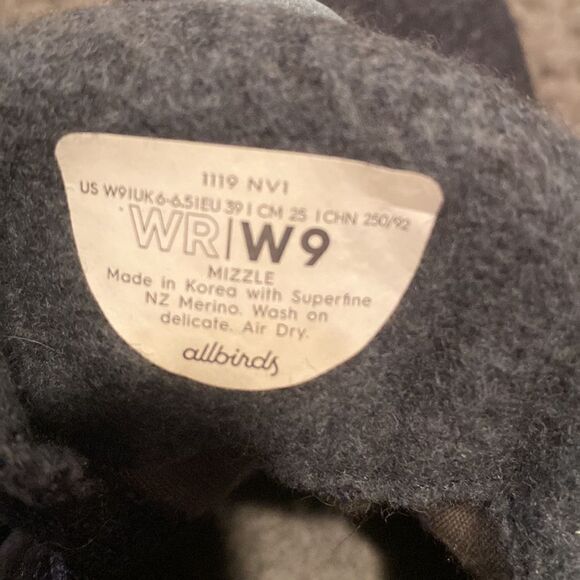 1119 NV1
US W9|UK 6-6.5|EU 39| CM 25 | CHN 250/92
WR|W9
MIZZLE
Made in Korea with Superfine
NZ Merino. Wash on
delicate. Air Dry.
allbirds